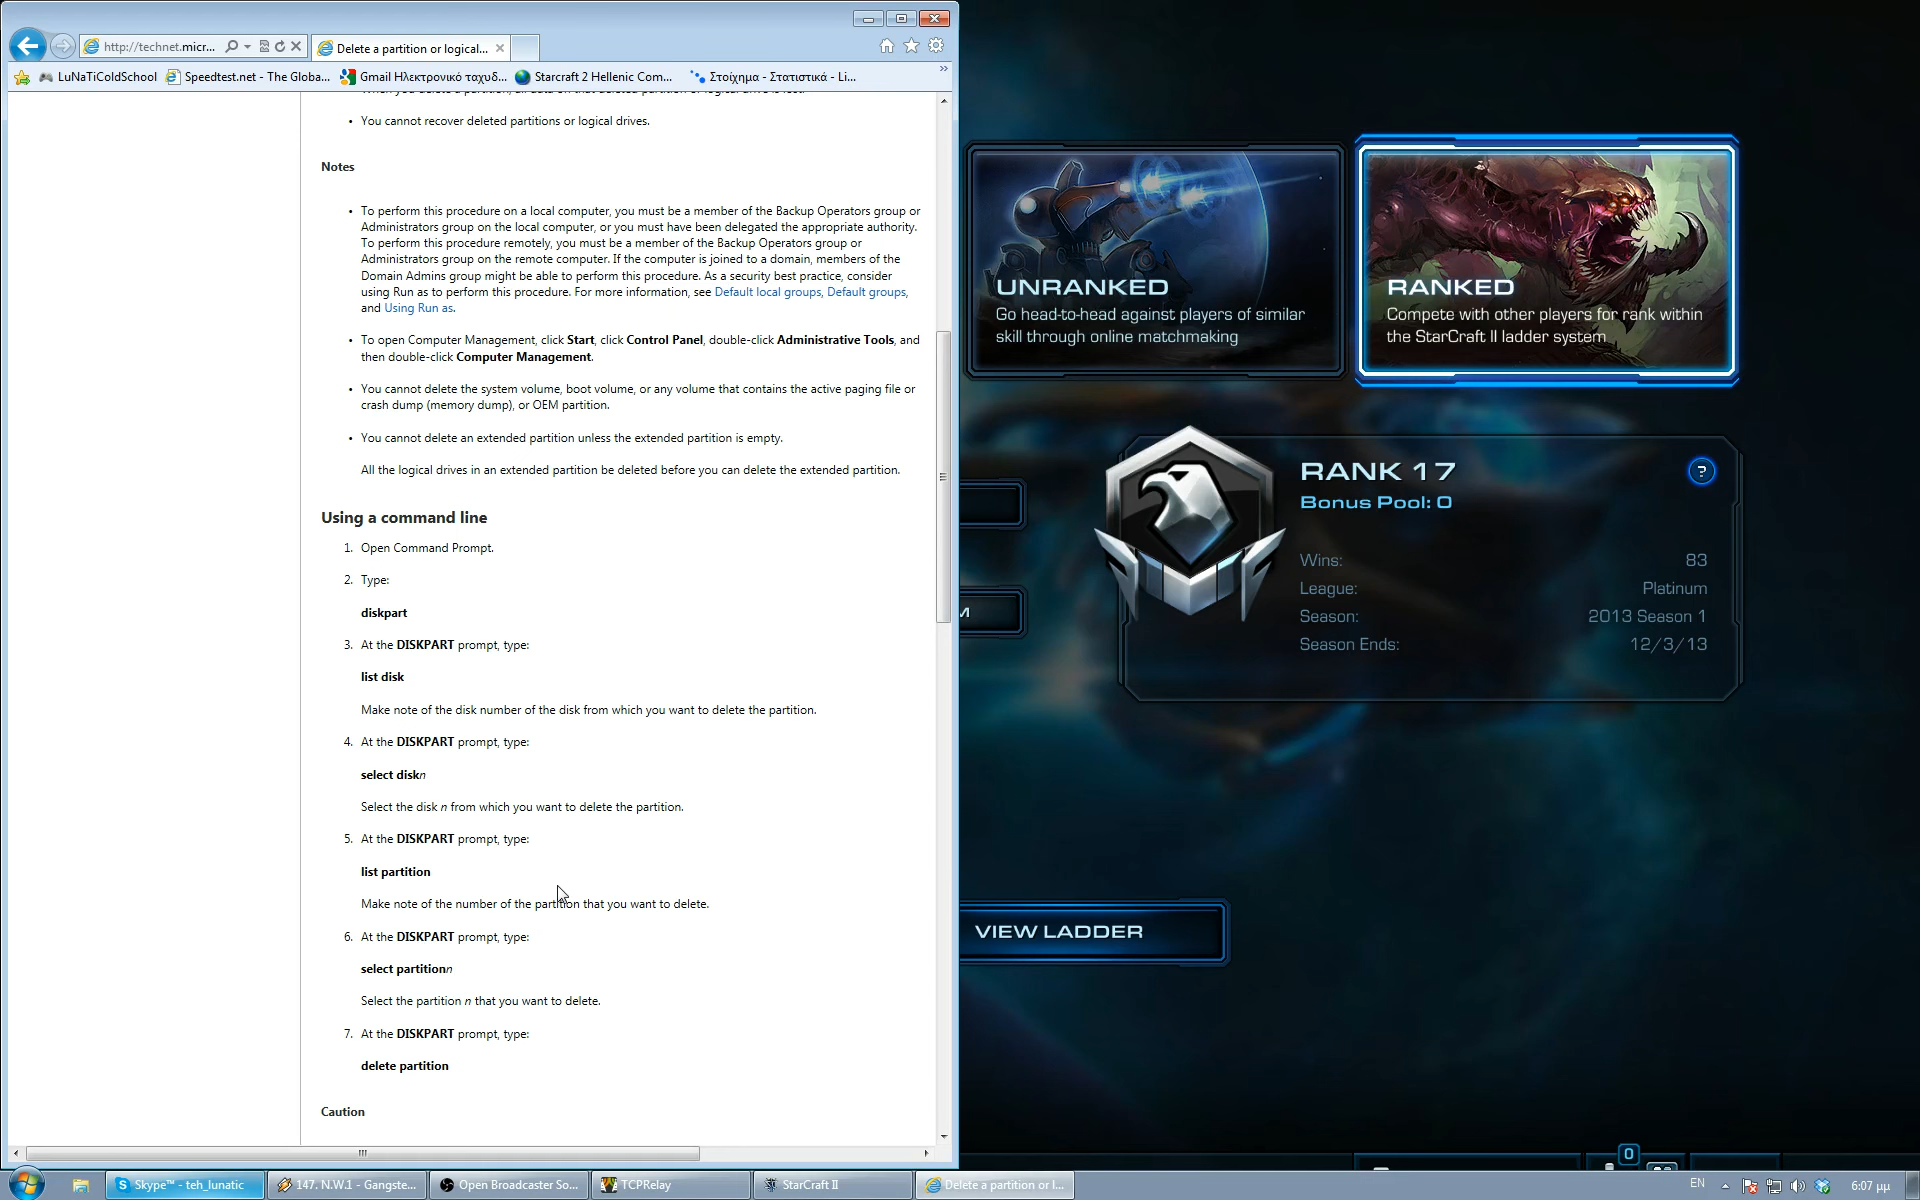 http://technet.micr...
Delete a partition or logical...
LuNaTiColdSchool
Speedtest.net - The Globa...
Gmail Ηλεκτρονικό ταχυδ...
Starcraft 2 Hellenic Com...
Στοίχημα - Στατιστικά - Li...
When you delete a partition, all data on that deleted partition or logical drive is lost.
• You cannot recover deleted partitions or logical drives.
Notes
• To perform this procedure on a local computer, you must be a member of the Backup Operators group or
Administrators group on the local computer, or you must have been delegated the appropriate authority.
To perform this procedure remotely, you must be a member of the Backup Operators group or
Administrators group on the remote computer. If the computer is joined to a domain, members of the
Domain Admins group might be able to perform this procedure. As a security best practice, consider
using Run as to perform this procedure. For more information, see Default local groups, Default groups,
and Using Run as.
• To open Computer Management, click Start, click Control Panel, double-click Administrative Tools, and
then double-click Computer Management.
• You cannot delete the system volume, boot volume, or any volume that contains the active paging file or
crash dump (memory dump), or OEM partition.
• You cannot delete an extended partition unless the extended partition is empty.
All the logical drives in an extended partition be deleted before you can delete the extended partition.
Using a command line
1. Open Command Prompt.
2. Type:
diskpart
3. At the DISKPART prompt, type:
list disk
Make note of the disk number of the disk from which you want to delete the partition.
4. At the DISKPART prompt, type:
select diskn
Select the disk n from which you want to delete the partition.
5. At the DISKPART prompt, type:
list partition
Make note of the number of the partition that you want to delete.
6. At the DISKPART prompt, type:
select partitionn
Select the partition n that you want to delete.
7. At the DISKPART prompt, type:
delete partition
Caution
UNRANKED
Go head-to-head against players of similar
skill through online matchmaking
RANKED
Compete with other players for rank within
the StarCraft II ladder system
RANK 17
?
Bonus Pool: 0
Wins: 83
League: Platinum
Season: 2013 Season 1
Season Ends: 12/3/13
M
VIEW LADDER
0
Skype™ - teh_lunatic
147. N.W.1 - Gangste...
Open Broadcaster So...
TCPRelay
StarCraft II
Delete a partition or l...
EN
6:07 μμ